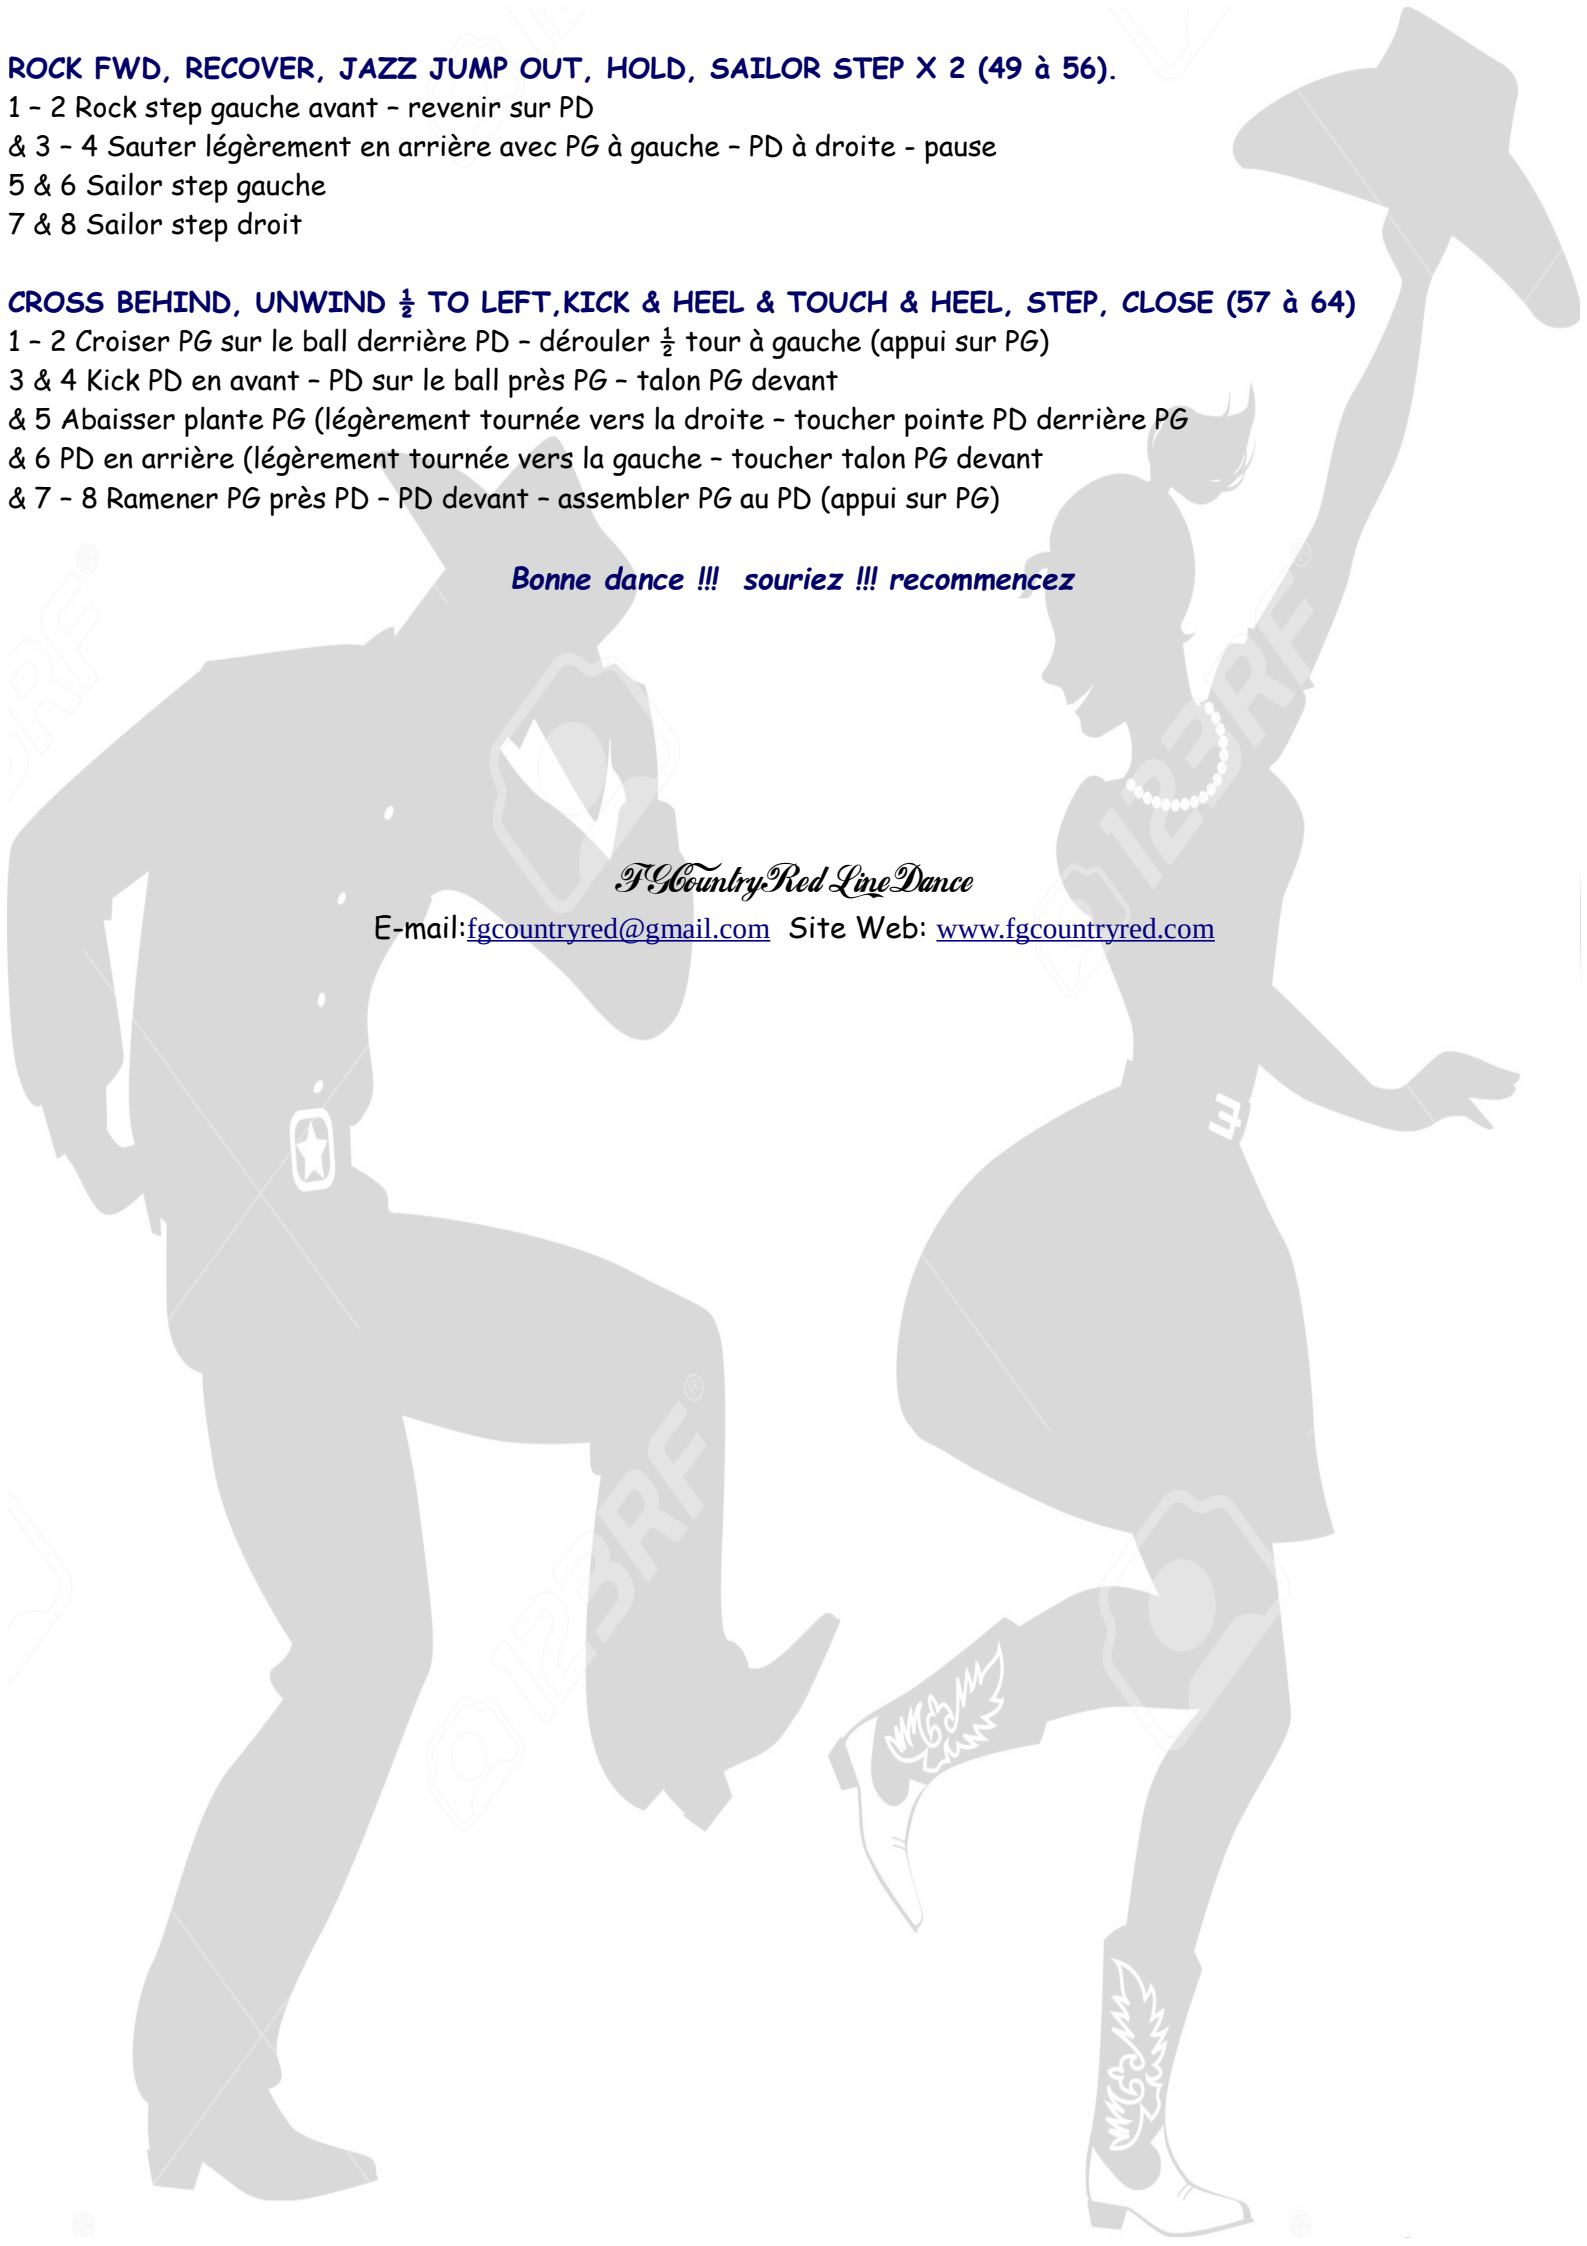 ROCK FWD, RECOVER, JAZZ JUMP OUT, HOLD, SAILOR STEP X 2 (49 à 56).
1 – 2 Rock step gauche avant – revenir sur PD
& 3 – 4 Sauter légèrement en arrière avec PG à gauche – PD à droite - pause
5 & 6 Sailor step gauche
7 & 8 Sailor step droit
CROSS BEHIND, UNWIND ½ TO LEFT,KICK & HEEL & TOUCH & HEEL, STEP, CLOSE (57 à 64)
1 – 2 Croiser PG sur le ball derrière PD – dérouler ½ tour à gauche (appui sur PG)
3 & 4 Kick PD en avant – PD sur le ball près PG – talon PG devant
& 5 Abaisser plante PG (légèrement tournée vers la droite – toucher pointe PD derrière PG
& 6 PD en arrière (légèrement tournée vers la gauche – toucher talon PG devant
& 7 – 8 Ramener PG près PD – PD devant – assembler PG au PD (appui sur PG)
Bonne dance !!! souriez !!! recommencez
123RF
FGCountryRed LineDance
E-mail:fgcountryred@gmail.com Site Web: www.fgcountryred.com
123RF